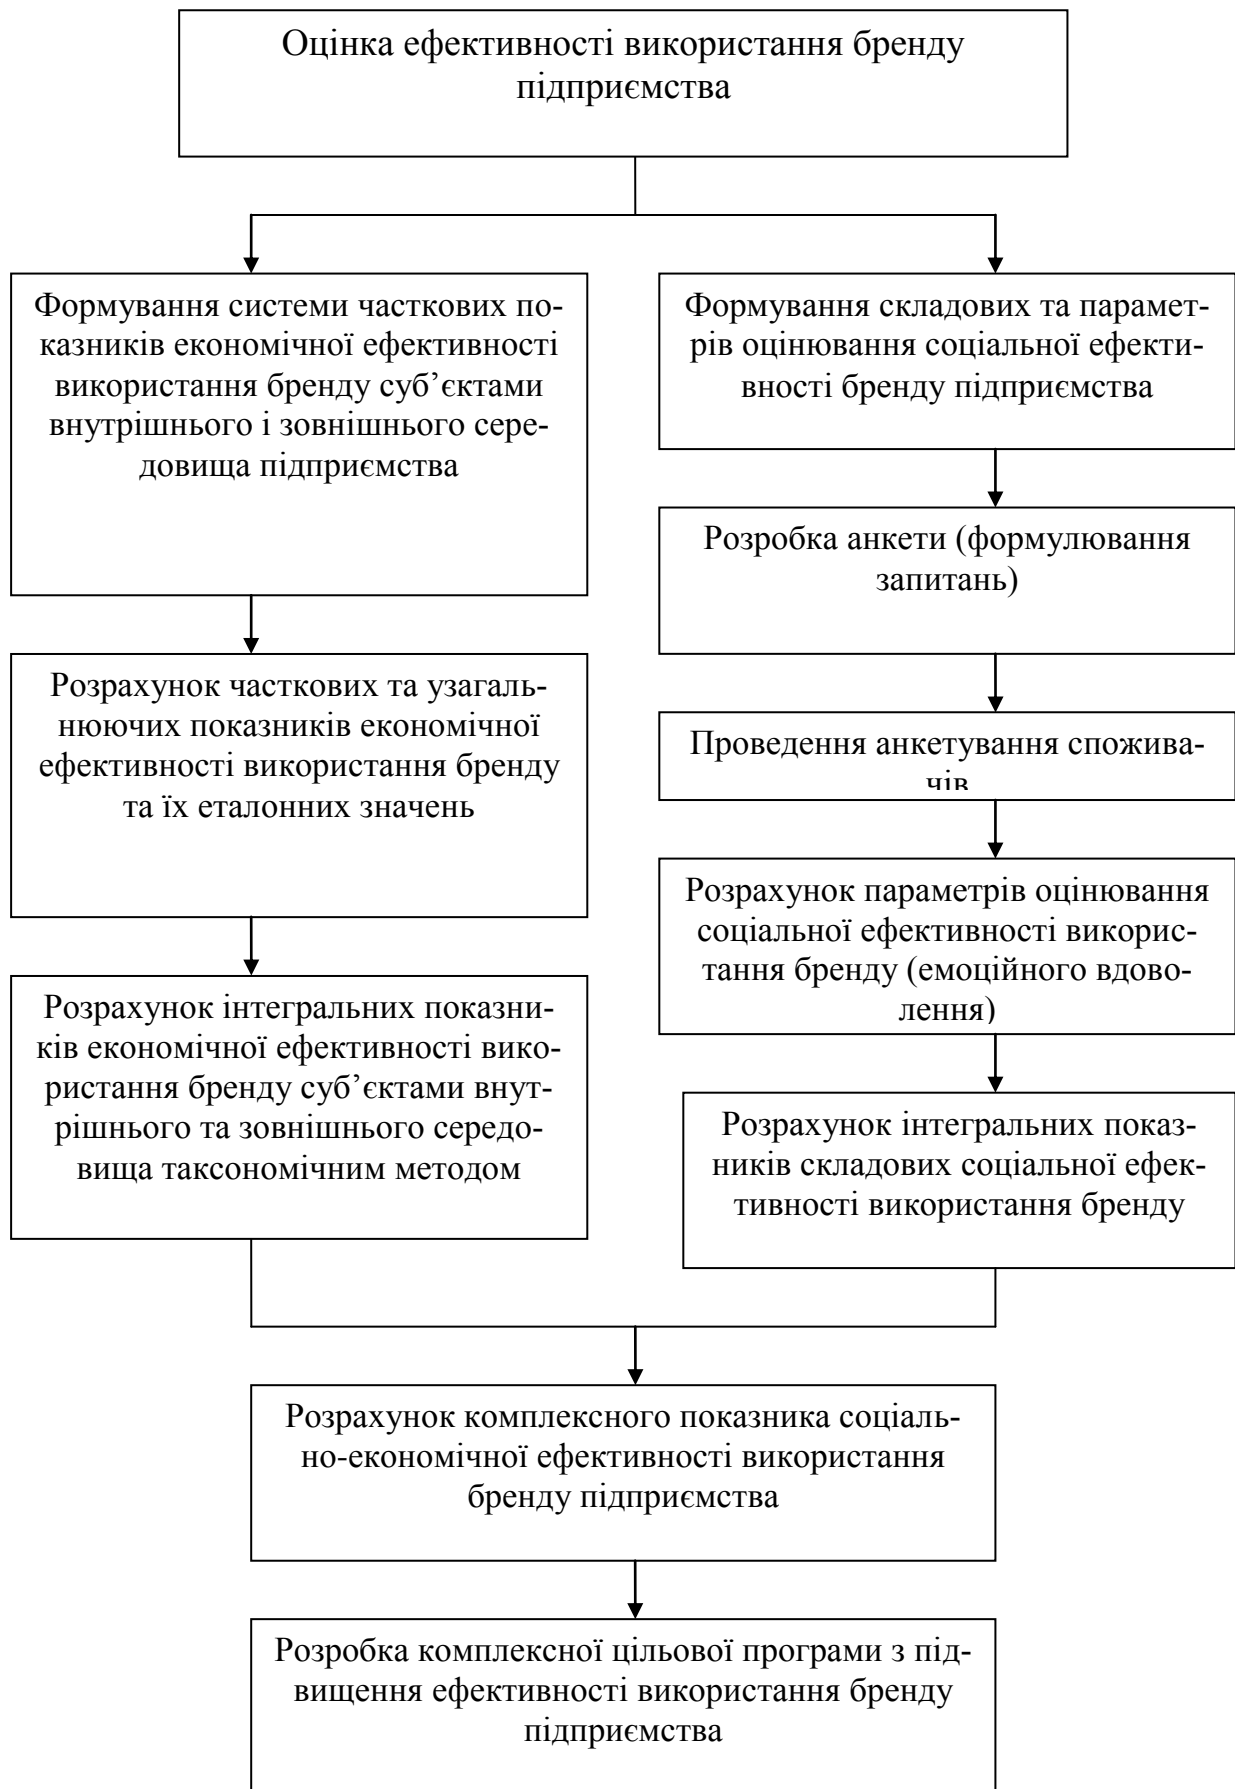 Оцінка ефективності використання бренду
підприємства
Формування системи часткових по-
казників економічної ефективності
використання бренду суб’єктами
внутрішнього і зовнішнього сере-
довища підприємства
Розрахунок часткових та узагаль-
нюючих показників економічної
ефективності використання бренду
та їх еталонних значень
Розрахунок інтегральних показни-
ків економічної ефективності вико-
ристання бренду суб’єктами внут-
рішнього та зовнішнього середо-
вища таксономічним методом
Формування складових та парамет-
рів оцінювання соціальної ефекти-
вності бренду підприємства
Розробка анкети (формулювання
запитань)
Проведення анкетування спожива-
чів
Розрахунок параметрів оцінювання
соціальної ефективності викорис-
тання бренду (емоційного вдово-
лення)
Розрахунок інтегральних показ-
ників складових соціальної ефек-
тивності використання бренду
Розрахунок комплексного показника соціаль-
но-економічної ефективності використання
бренду підприємства
Розробка комплексної цільової програми з під-
вищення ефективності використання бренду
підприємства